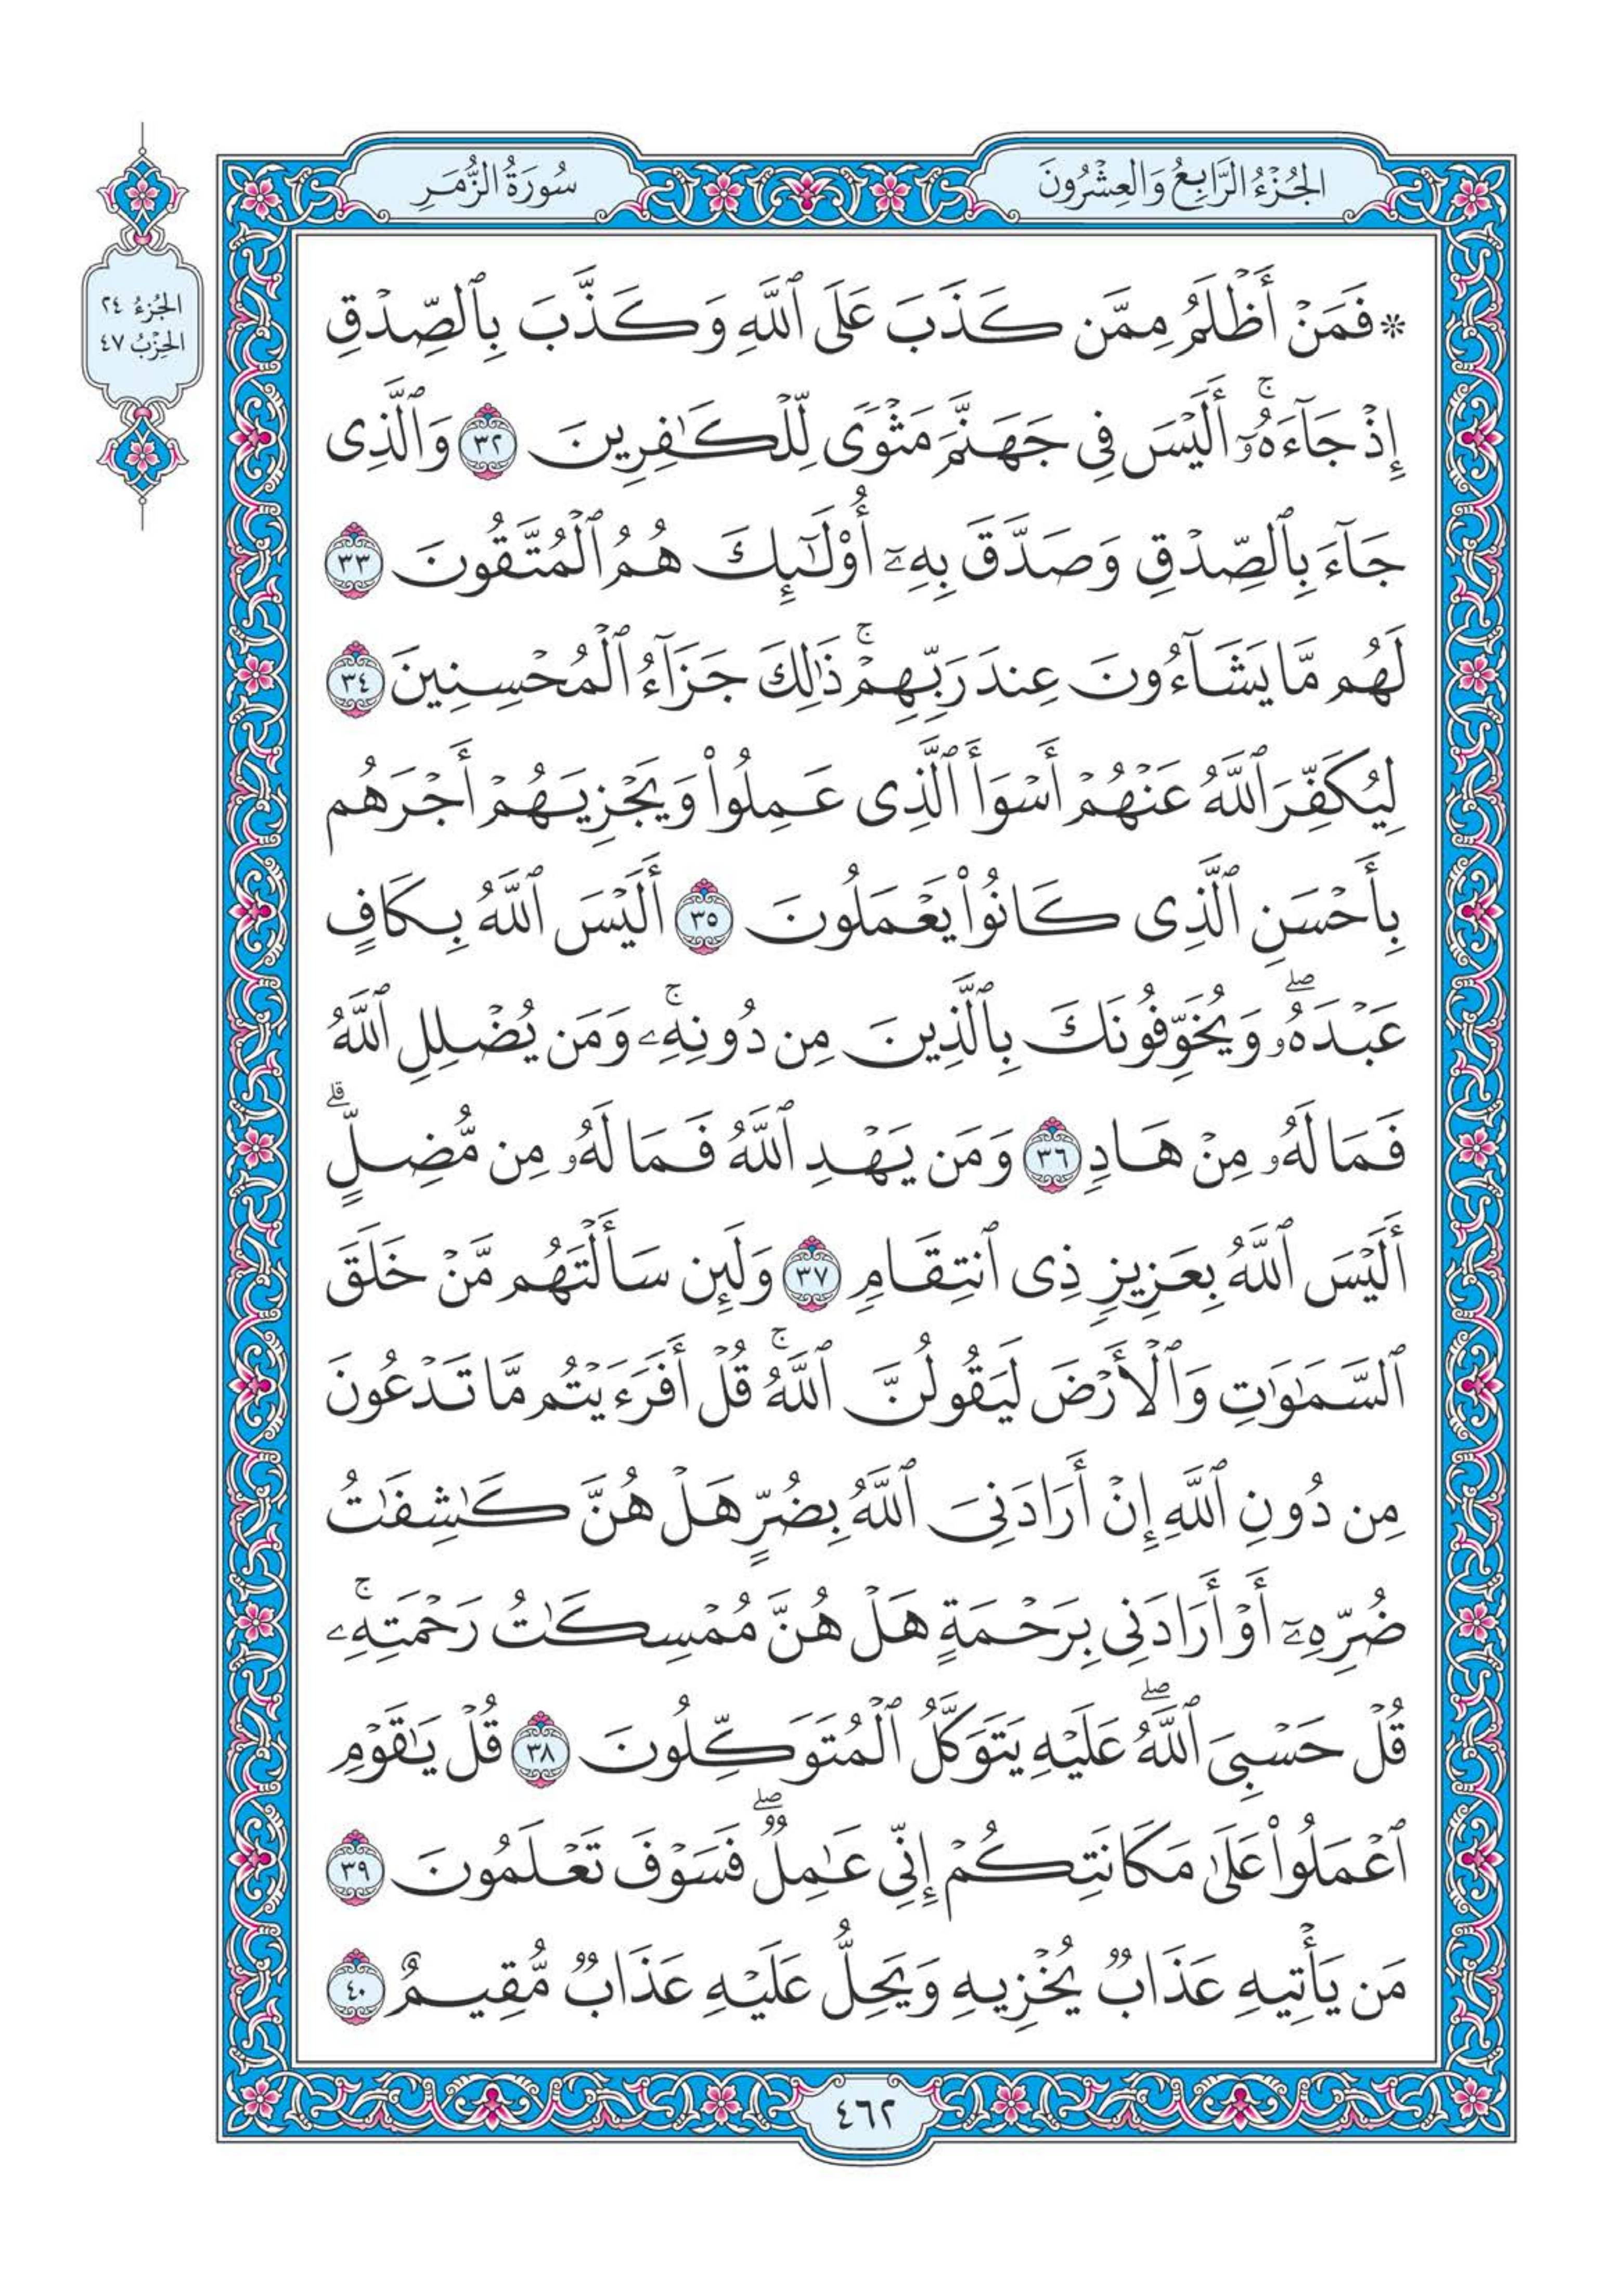 الجُزْءُ الرَّابِعُ وَالعِشْرُونَ
سُورَةُ الزُّمَرِ
الجُزءُ ٢٤
الحِزْبُ ٤٧
۞ فَمَنۡ أَظۡلَمُ مِمَّن كَذَبَ عَلَى ٱللَّهِ وَكَذَّبَ بِٱلصِّدۡقِ
إِذۡ جَآءَهُۥٓۚ أَلَيۡسَ فِي جَهَنَّمَ مَثۡوٗى لِّلۡكَٰفِرِينَ ٣٢ وَٱلَّذِي
جَآءَ بِٱلصِّدۡقِ وَصَدَّقَ بِهِۦٓ أُوْلَٰٓئِكَ هُمُ ٱلۡمُتَّقُونَ ٣٣
لَهُم مَّا يَشَآءُونَ عِندَ رَبِّهِمۡۚ ذَٰلِكَ جَزَآءُ ٱلۡمُحۡسِنِينَ ٣٤
لِيُكَفِّرَ ٱللَّهُ عَنۡهُمۡ أَسۡوَأَ ٱلَّذِي عَمِلُواْ وَيَجۡزِيَهُمۡ أَجۡرَهُم
بِأَحۡسَنِ ٱلَّذِي كَانُواْ يَعۡمَلُونَ ٣٥ أَلَيۡسَ ٱللَّهُ بِكَافٍ
عَبۡدَهُۥۖ وَيُخَوِّفُونَكَ بِٱلَّذِينَ مِن دُونِهِۦۚ وَمَن يُضۡلِلِ ٱللَّهُ
فَمَا لَهُۥ مِنۡ هَادٖ ٣٦ وَمَن يَهۡدِ ٱللَّهُ فَمَا لَهُۥ مِن مُّضِلٍّۗ
أَلَيۡسَ ٱللَّهُ بِعَزِيزٖ ذِي ٱنتِقَامٖ ٣٧ وَلَئِن سَأَلۡتَهُم مَّنۡ خَلَقَ
ٱلسَّمَٰوَٰتِ وَٱلۡأَرۡضَ لَيَقُولُنَّ ٱللَّهُۚ قُلۡ أَفَرَءَيۡتُم مَّا تَدۡعُونَ
مِن دُونِ ٱللَّهِ إِنۡ أَرَادَنِيَ ٱللَّهُ بِضُرٍّ هَلۡ هُنَّ كَٰشِفَٰتُ
ضُرِّهِۦٓ أَوۡ أَرَادَنِي بِرَحۡمَةٍ هَلۡ هُنَّ مُمۡسِكَٰتُ رَحۡمَتِهِۦۚ
قُلۡ حَسۡبِيَ ٱللَّهُۖ عَلَيۡهِ يَتَوَكَّلُ ٱلۡمُتَوَكِّلُونَ ٣٨ قُلۡ يَٰقَوۡمِ
ٱعۡمَلُواْ عَلَىٰ مَكَانَتِكُمۡ إِنِّي عَٰمِلٞۖ فَسَوۡفَ تَعۡلَمُونَ ٣٩
مَن يَأۡتِيهِ عَذَابٞ يُخۡزِيهِ وَيَحِلُّ عَلَيۡهِ عَذَابٞ مُّقِيمٌ ٤٠
٤٦٢